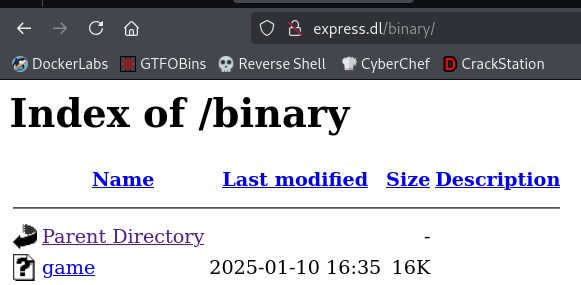 express.dl/binary/
DockerLabs GTFOBins Reverse Shell CyberChef CrackStation
Index of /binary
Name Last modified Size Description
Parent Directory -
game 2025-01-10 16:35 16K